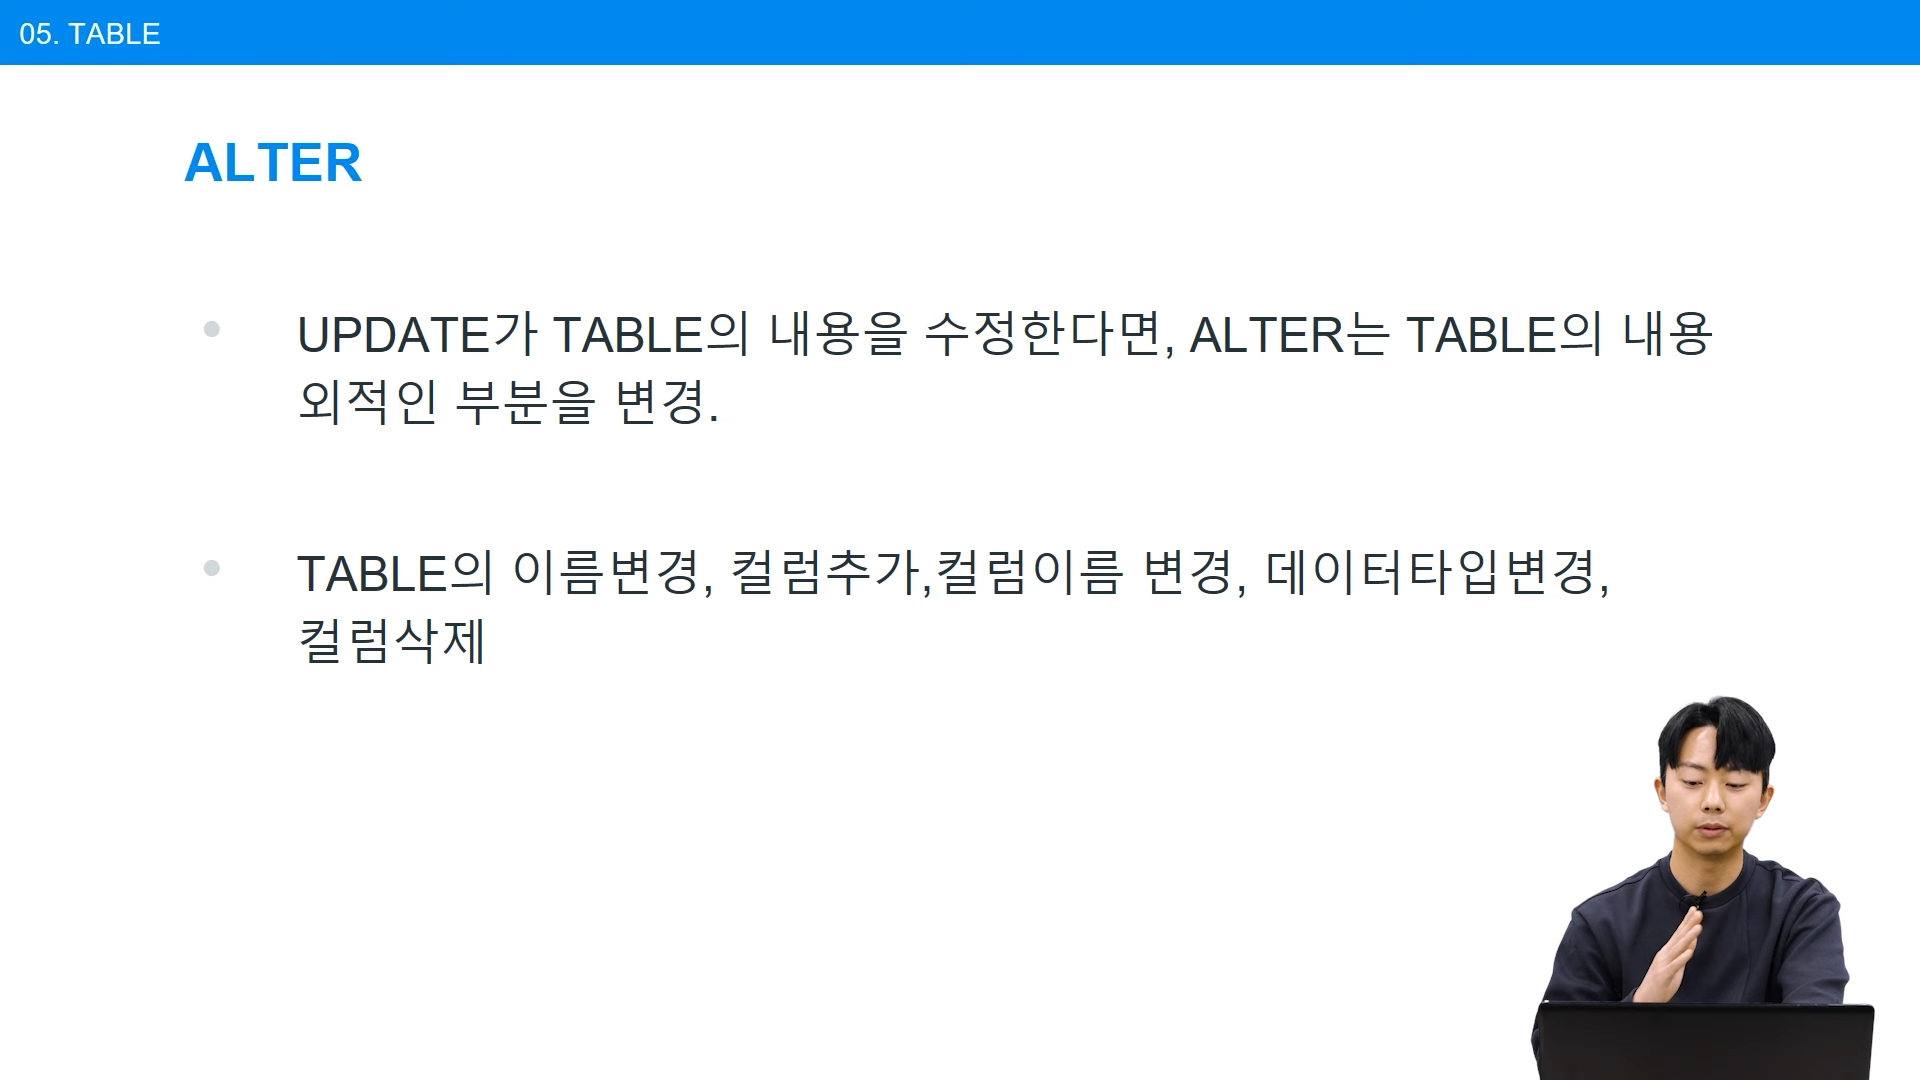 05. TABLE
ALTER
UPDATE가 TABLE의 내용을 수정한다면, ALTER는 TABLE의 내용
외적인 부분을 변경.
TABLE의 이름변경, 컬럼추가,컬럼이름 변경, 데이터타입변경,
컬럼삭제